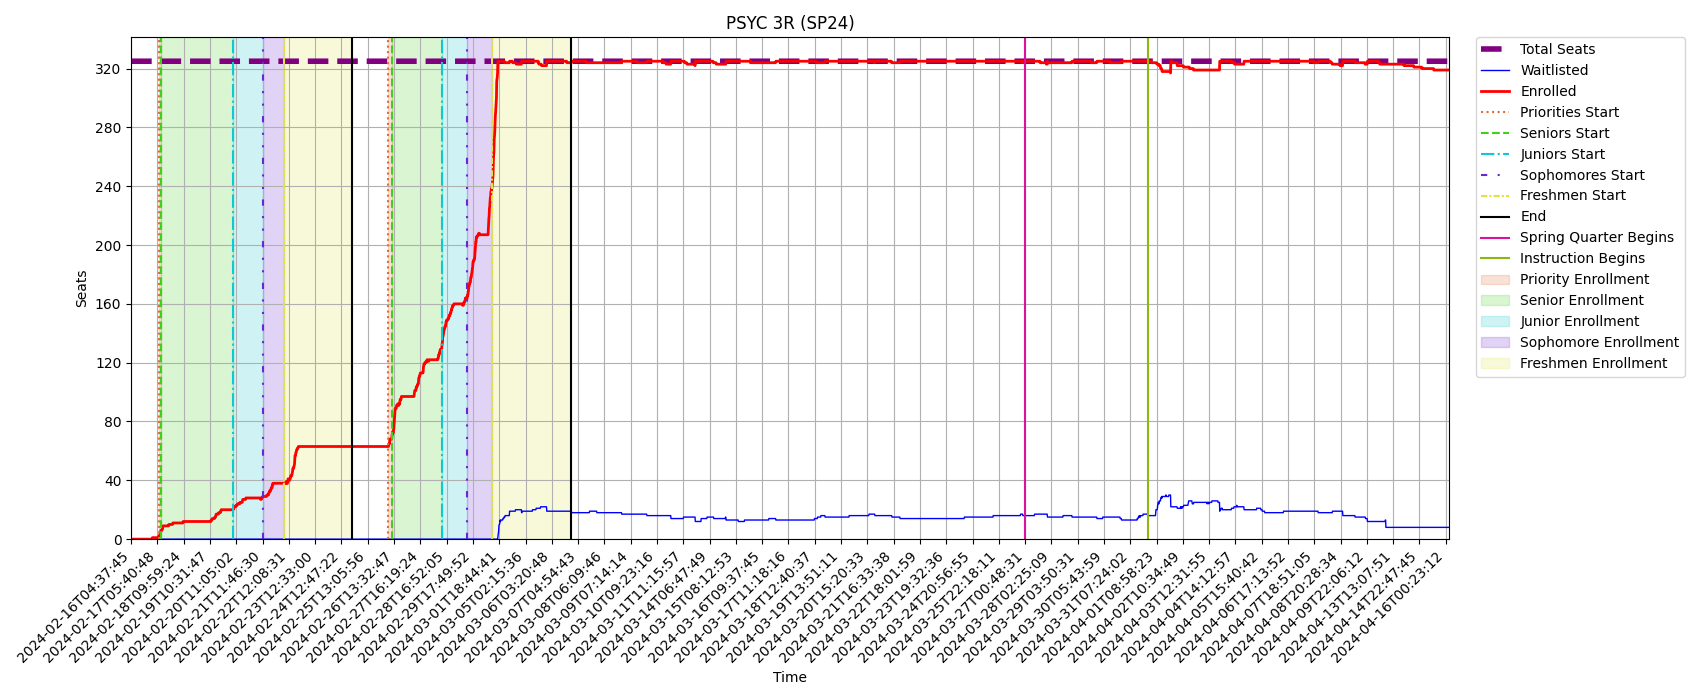 PSYC 3R (SP24)
Seats
320
280
240
200
160
120
80
40
0
2024-02-16T04:37:45
2024-02-17T05:40:48
2024-02-18T09:59:24
2024-02-19T10:31:47
2024-02-20T11:05:02
2024-02-21T11:46:30
2024-02-22T12:08:31
2024-02-23T12:33:00
2024-02-24T12:47:22
2024-02-25T13:05:56
2024-02-26T13:32:47
2024-02-27T16:19:24
2024-02-28T16:52:05
2024-02-29T17:49:52
2024-03-01T18:44:41
2024-03-05T02:15:36
2024-03-06T03:20:48
2024-03-07T04:54:43
2024-03-08T06:09:46
2024-03-09T07:14:14
2024-03-10T09:23:16
2024-03-11T11:15:57
2024-03-14T06:47:49
2024-03-15T08:12:53
2024-03-16T09:37:45
2024-03-17T11:18:16
2024-03-18T12:40:37
2024-03-19T13:51:11
2024-03-20T15:20:33
2024-03-21T16:33:38
2024-03-22T18:01:59
2024-03-23T19:32:36
2024-03-24T20:56:55
2024-03-25T22:18:11
2024-03-27T00:48:31
2024-03-28T02:25:09
2024-03-29T03:50:31
2024-03-30T05:43:59
2024-03-31T07:24:02
2024-04-01T08:58:23
2024-04-02T10:34:49
2024-04-03T12:31:55
2024-04-04T14:12:57
2024-04-05T15:40:42
2024-04-06T17:13:52
2024-04-07T18:51:05
2024-04-08T20:28:34
2024-04-09T22:06:12
2024-04-13T13:07:51
2024-04-14T22:47:45
2024-04-16T00:23:12
Time
Total Seats
Waitlisted
Enrolled
Priorities Start
Seniors Start
Juniors Start
Sophomores Start
Freshmen Start
End
Spring Quarter Begins
Instruction Begins
Priority Enrollment
Senior Enrollment
Junior Enrollment
Sophomore Enrollment
Freshmen Enrollment